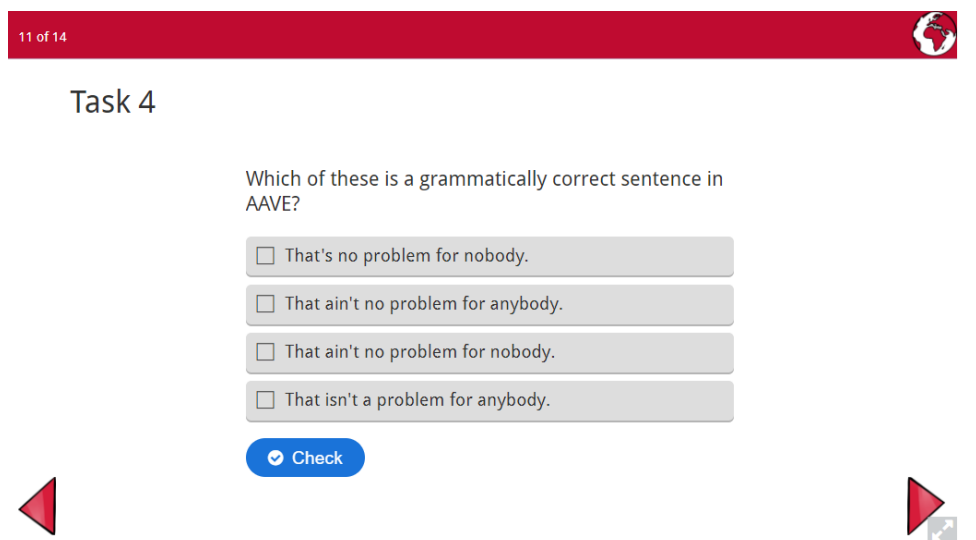 11 of 14
Task 4
Which of these is a grammatically correct sentence in
AAVE?
That's no problem for nobody.
That ain't no problem for anybody.
That ain't no problem for nobody.
That isn't a problem for anybody.
Check